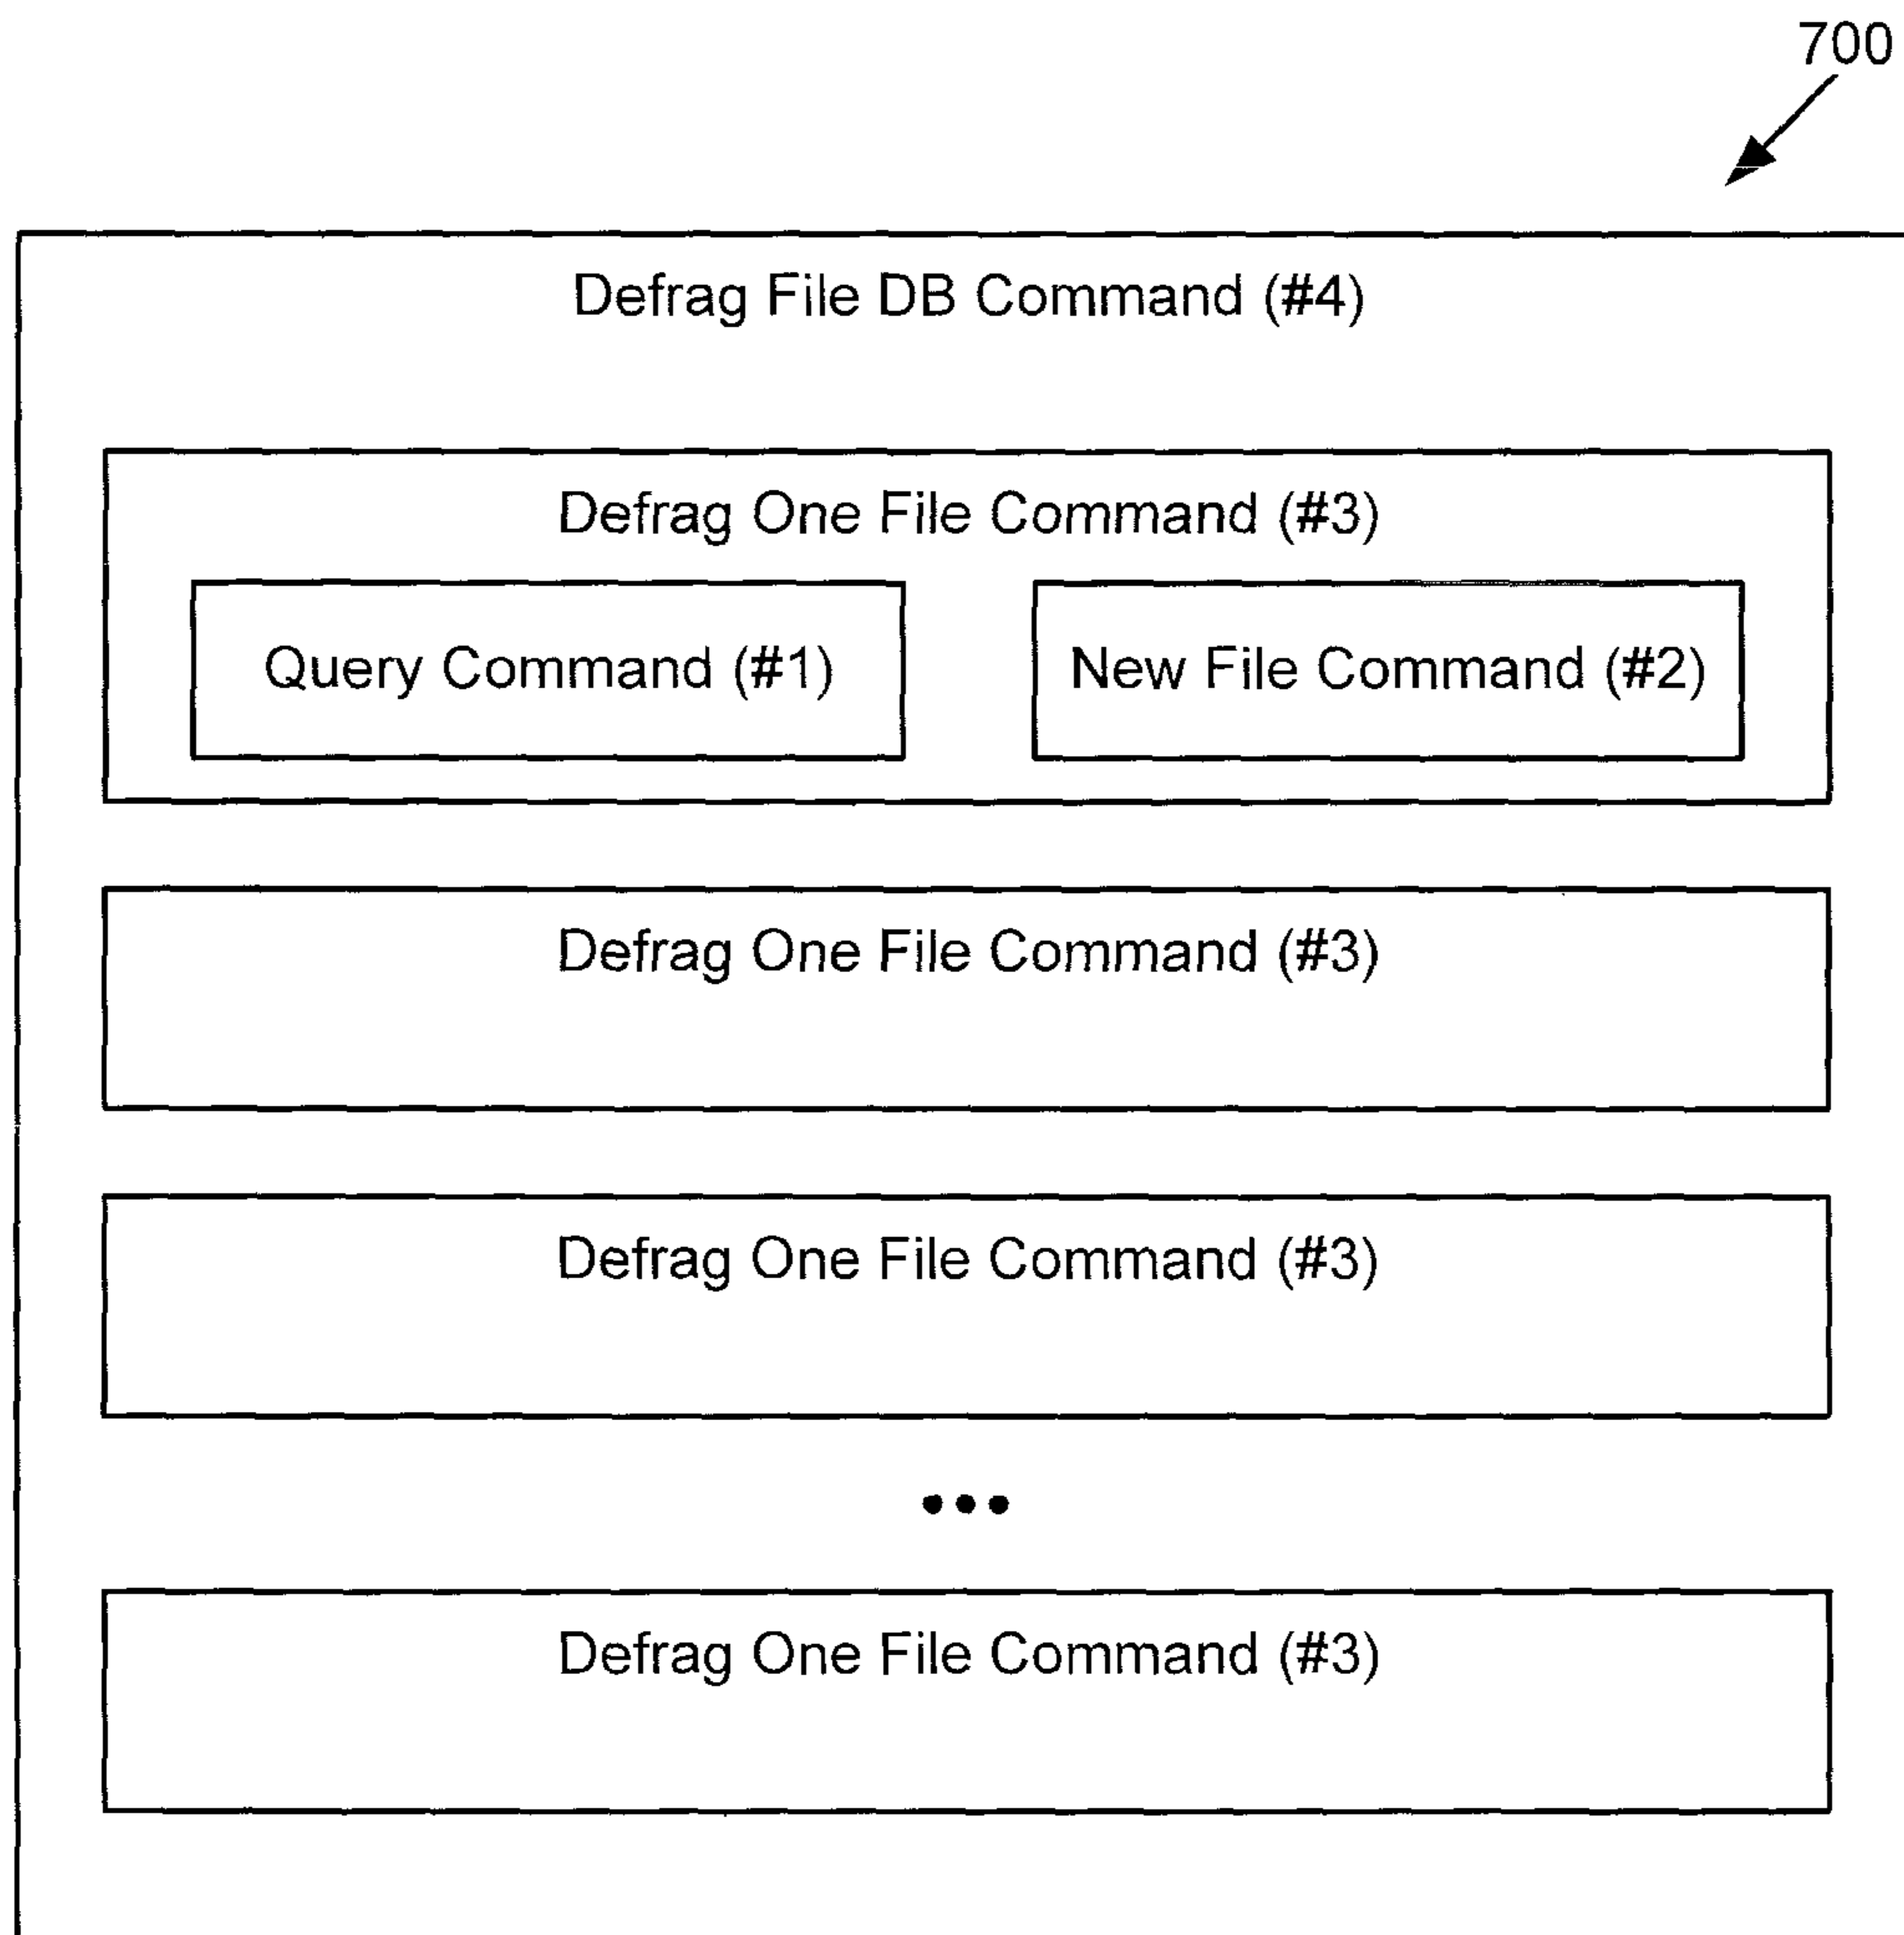 700
Defrag File DB Command (#4)
Defrag One File Command (#3)
Query Command (#1)
New File Command (#2)
Defrag One File Command (#3)
Defrag One File Command (#3)
•••
Defrag One File Command (#3)